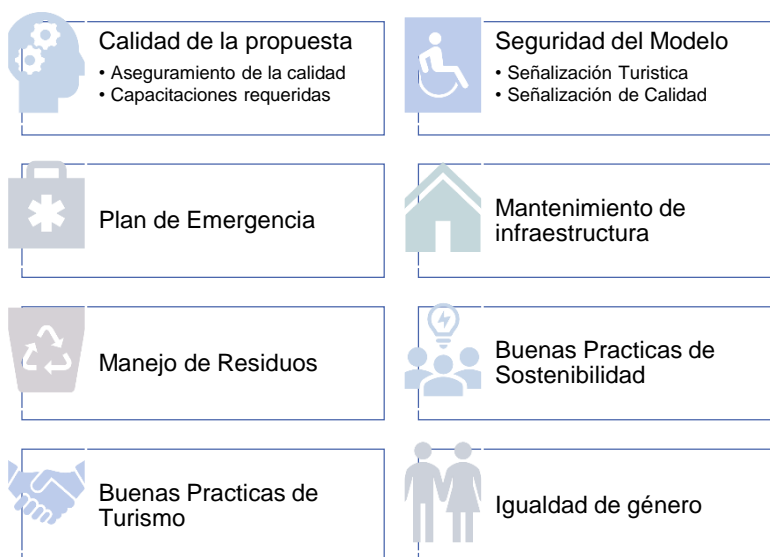 Calidad de la propuesta
• Aseguramiento de la calidad
• Capacitaciones requeridas
Seguridad del Modelo
• Señalización Turistica
• Señalización de Calidad
Plan de Emergencia
Mantenimiento de
infraestructura
Manejo de Residuos
Buenas Practicas de
Sostenibilidad
Buenas Practicas de
Turismo
Igualdad de género